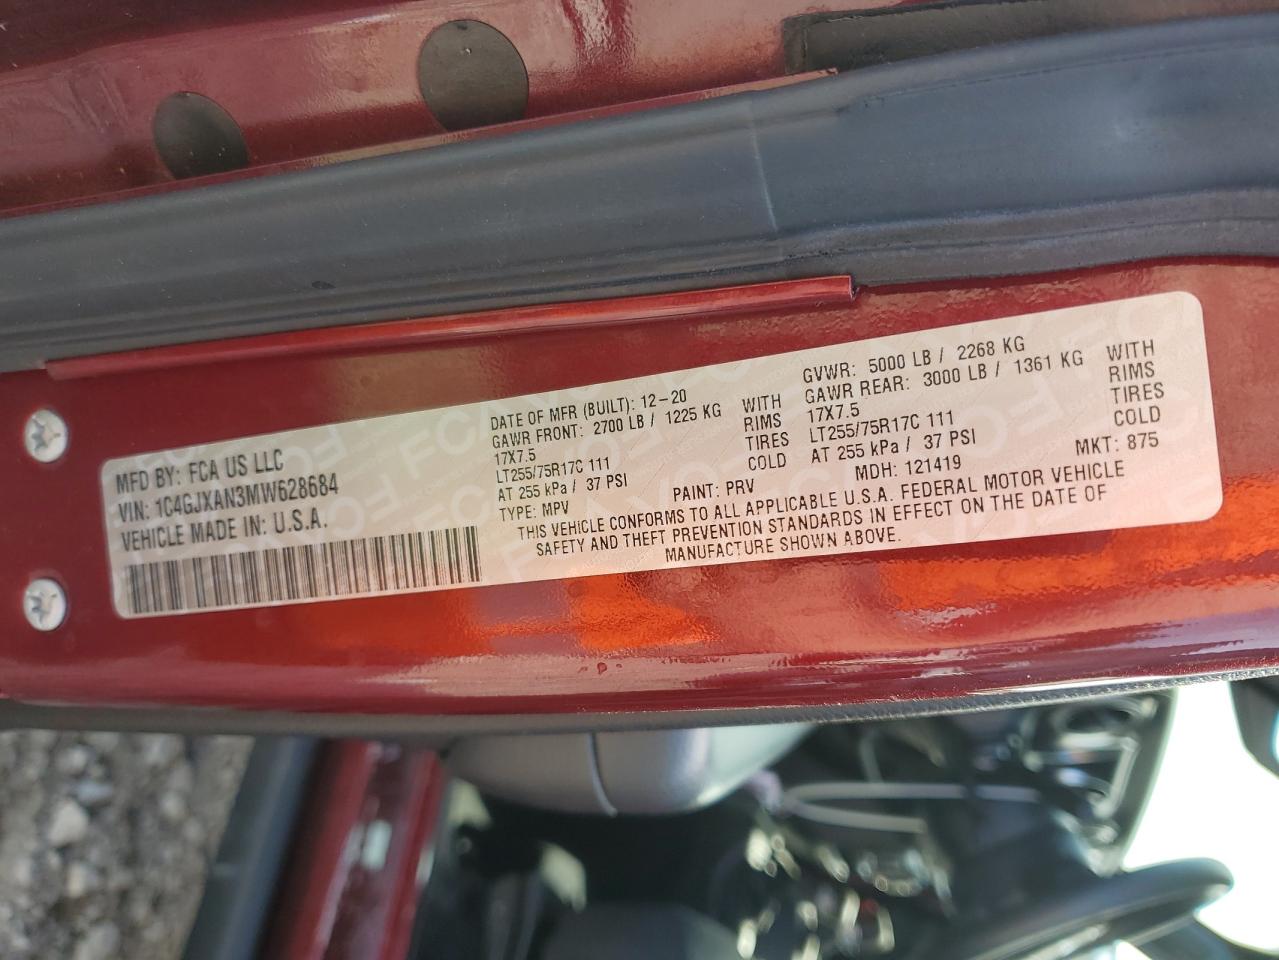 MFD BY: FCA US LLC
VIN: 1C4GJXAN3MW628684
VEHICLE MADE IN: U.S.A.
DATE OF MFR (BUILT): 12-20
GAWR FRONT: 2700 LB / 1225 KG WITH
17X7.5 RIMS
LT255/75R17C 111 TIRES
AT 255 kPa / 37 PSI COLD
TYPE: MPV
PAINT: PRV
GVWR: 5000 LB / 2268 KG
GAWR REAR: 3000 LB / 1361 KG WITH
17X7.5 RIMS
LT255/75R17C 111 TIRES
AT 255 kPa / 37 PSI COLD
MDH: 121419 MKT: 875
THIS VEHICLE CONFORMS TO ALL APPLICABLE U.S.A. FEDERAL MOTOR VEHICLE
SAFETY AND THEFT PREVENTION STANDARDS IN EFFECT ON THE DATE OF
MANUFACTURE SHOWN ABOVE.